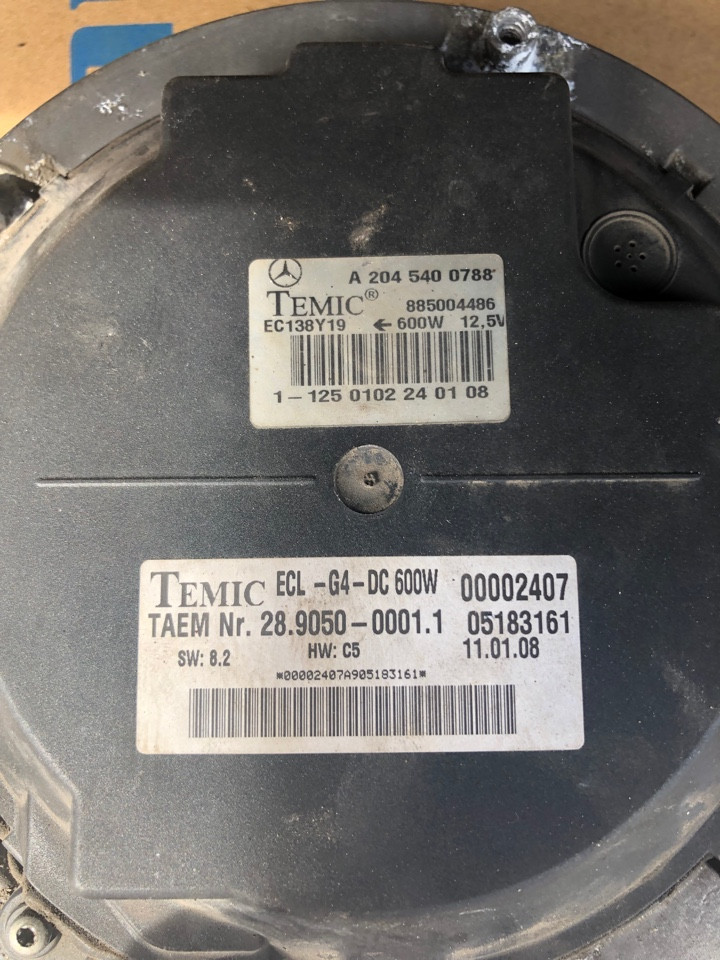 A 204 540 0788
TEMIC® 885004486
EC138Y19 ← 600W 12,5V
1-125 0102 24 01 08
TEMIC ECL -G4-DC 600W 00002407
TAEM Nr. 28.9050-0001.1 05183161
SW: 8.2 HW: C5 11.01.08
*00002407A905183161*